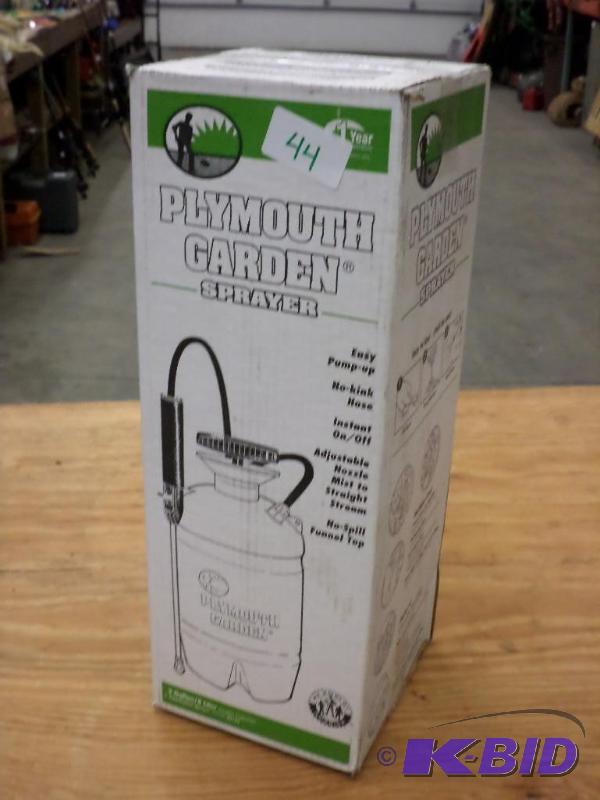 44
1 Year
PLYMOUTH
GARDEN®
SPRAYER
Easy
Pump-up
No-kink
Hose
Instant
On/Off
Adjustable
Nozzle
Mist to
Straight
Stream
No-Spill
Funnel Top
PLYMOUTH
GARDEN®
PLYMOUTH
GARDEN
SPRAYER
© K-BID